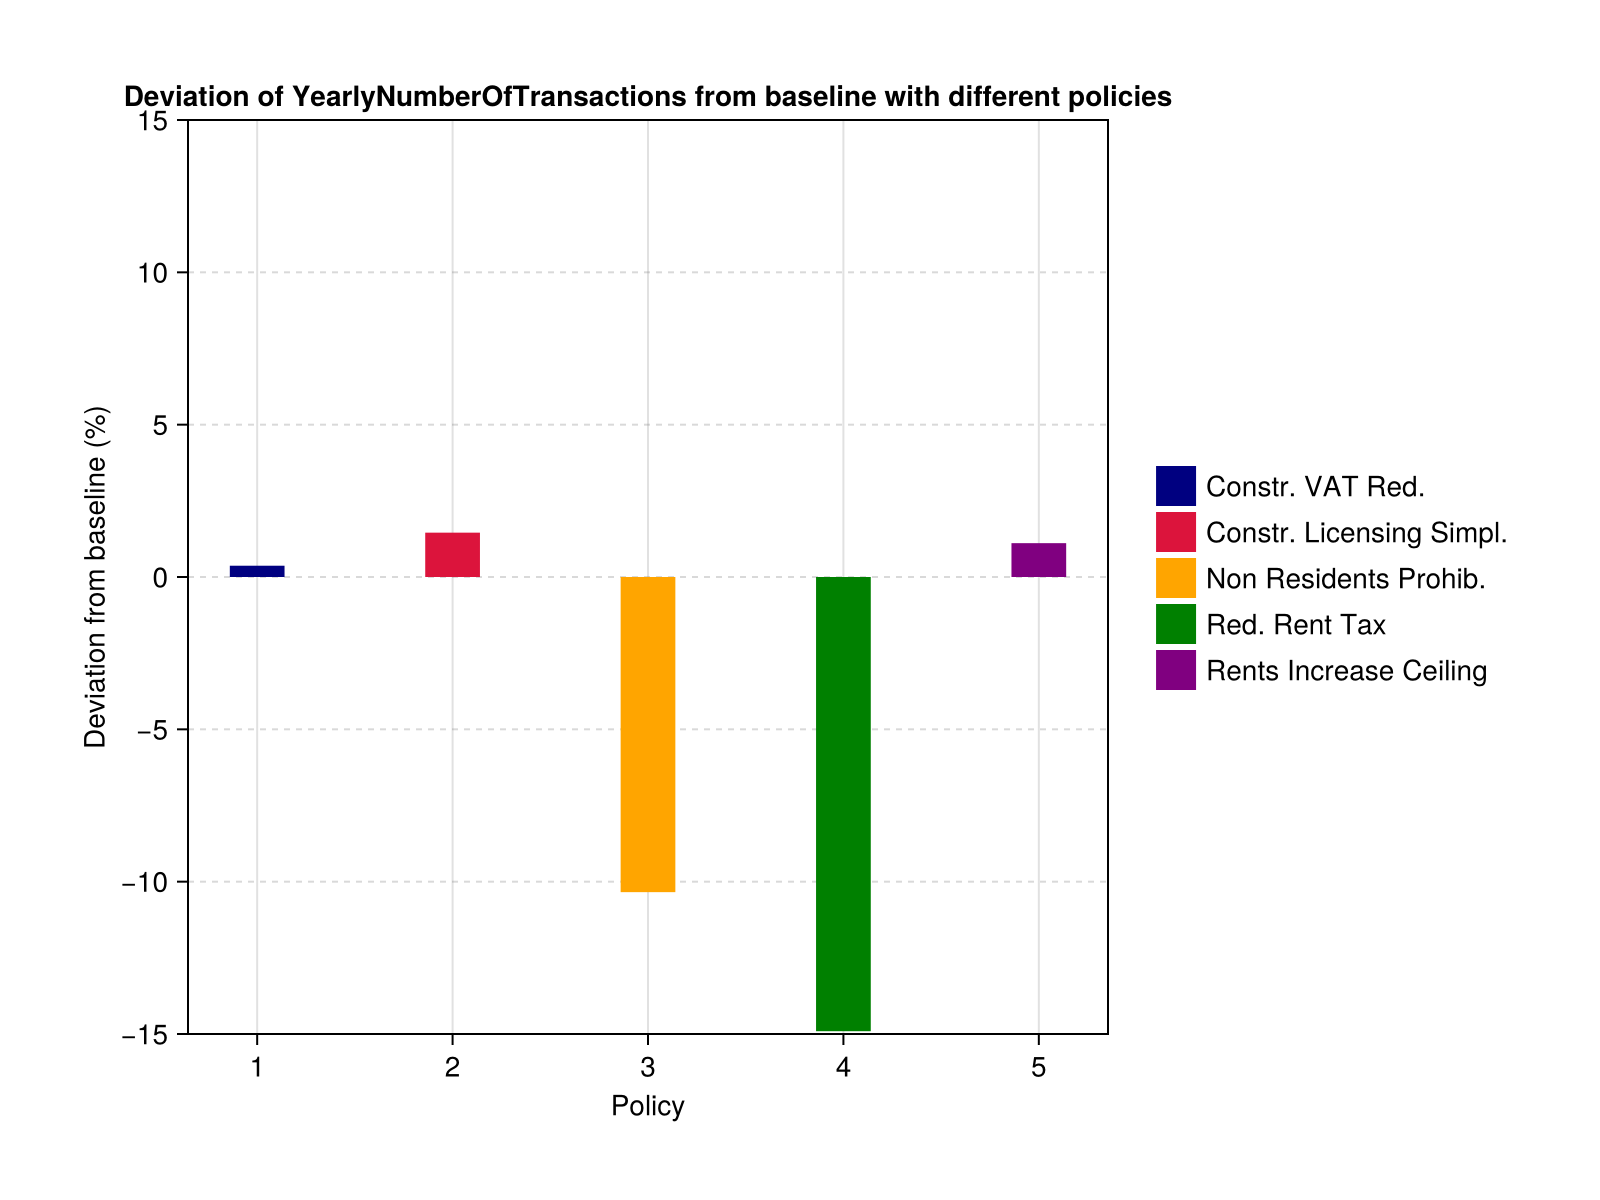 Deviation of YearlyNumberOfTransactions from baseline with different policies
15
10
5
0
−5
−10
−15
Deviation from baseline (%)
1 2 3 4 5
Policy
Constr. VAT Red.
Constr. Licensing Simpl.
Non Residents Prohib.
Red. Rent Tax
Rents Increase Ceiling